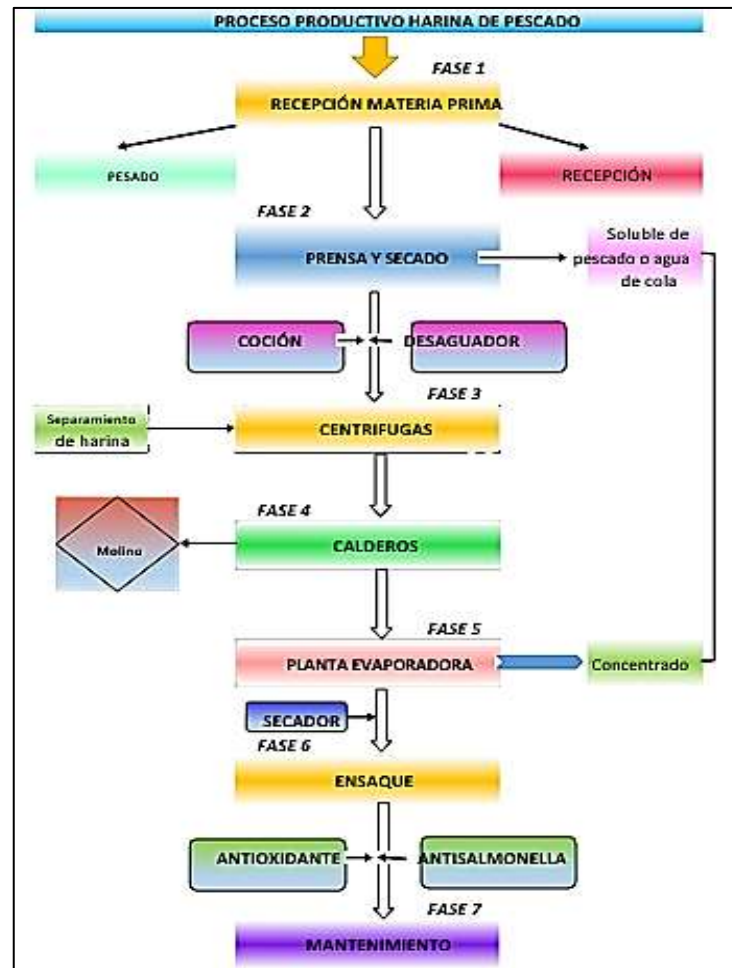 PROCESO PRODUCTIVO HARINA DE PESCADO
FASE 1
RECEPCIÓN MATERIA PRIMA
PESADO
RECEPCIÓN
FASE 2
PRENSA Y SECADO
Soluble de
pescado o agua
de cola
COCIÓN
DESAGUADOR
FASE 3
Separamiento
de harina
CENTRIFUGAS
FASE 4
Molino
CALDEROS
FASE 5
PLANTA EVAPORADORA
Concentrado
SECADOR
FASE 6
ENSAQUE
ANTIOXIDANTE
ANTISALMONELLA
FASE 7
MANTENIMIENTO